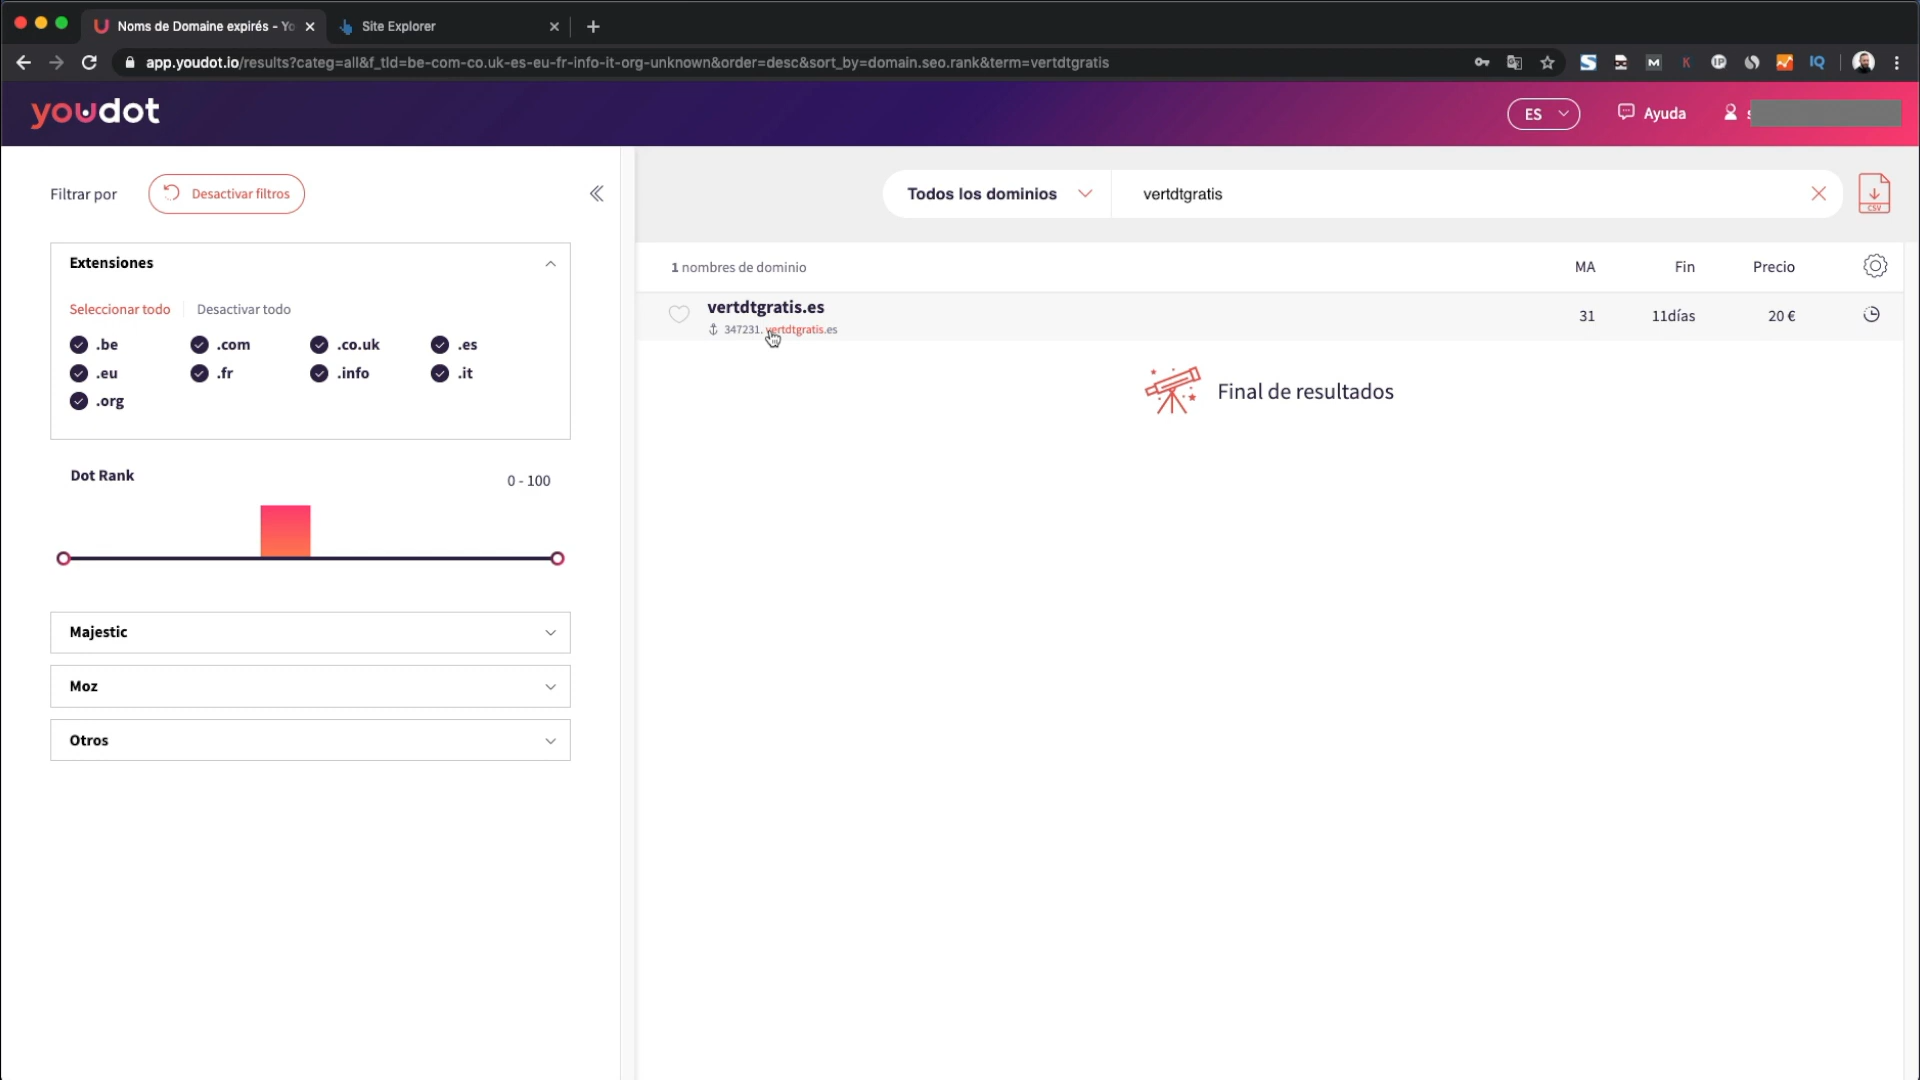 Noms de Domaine expirés - Yo
Site Explorer
app.youdot.io/results?categ=all&f_tld=be-com-co.uk-es-eu-fr-info-it-org-unknown&order=desc&sort_by=domain.seo.rank&term=vertdtgratis
youdot
ES
Ayuda
s
Filtrar por
Desactivar filtros
Todos los dominios
vertdtgratis
CSV
Extensiones
Seleccionar todo
Desactivar todo
.be
.com
.co.uk
.es
.eu
.fr
.info
.it
.org
Dot Rank
0 - 100
Majestic
Moz
Otros
1 nombres de dominio
MA
Fin
Precio
vertdtgratis.es
347231. vertdtgratis.es
31
11días
20 €
Final de resultados